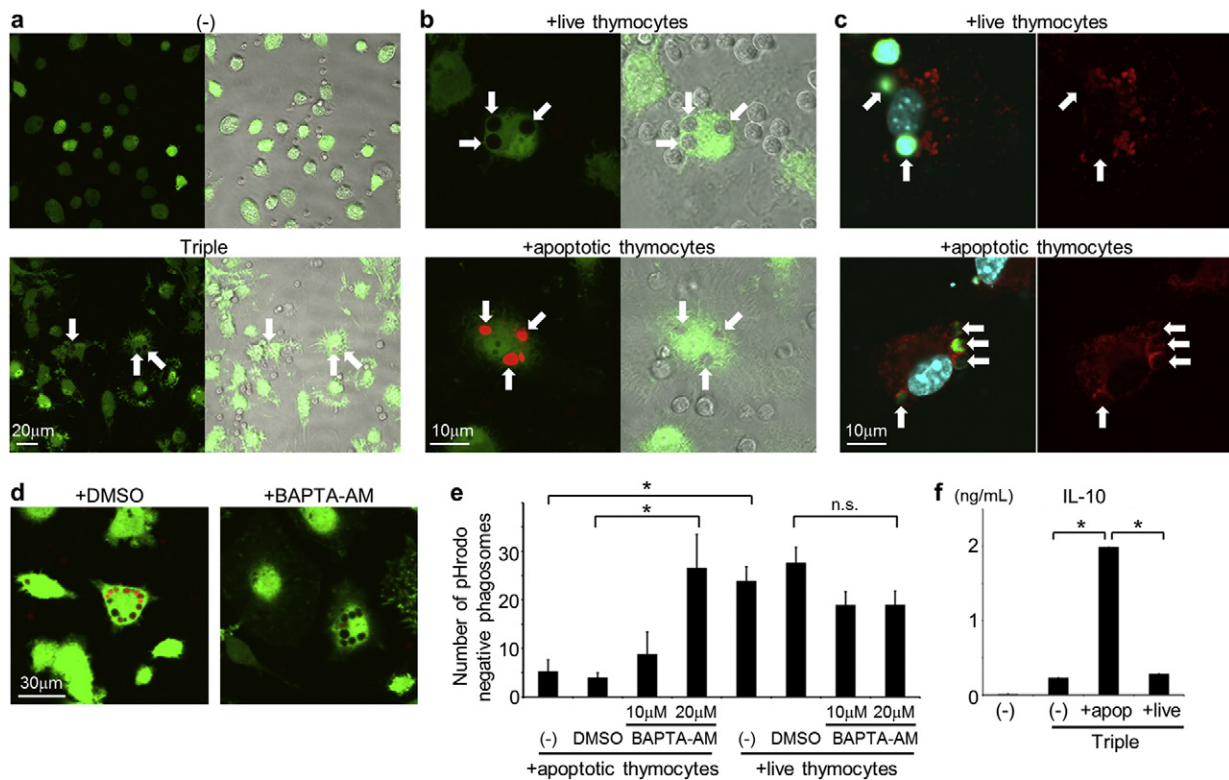 a
(-)
Triple
20μm
b
+live thymocytes
+apoptotic thymocytes
10μm
c
+live thymocytes
+apoptotic thymocytes
10μm
d
+DMSO
+BAPTA-AM
30μm
e
Number of pHrodo
negative phagosomes
30
20
10
0
*
*
n.s.
10μM 20μM 10μM 20μM
(-) DMSO BAPTA-AM (-) DMSO BAPTA-AM
+apoptotic thymocytes +live thymocytes
f
(ng/mL) IL-10
* *
2
1
0
(-) (-) +apop +live
Triple